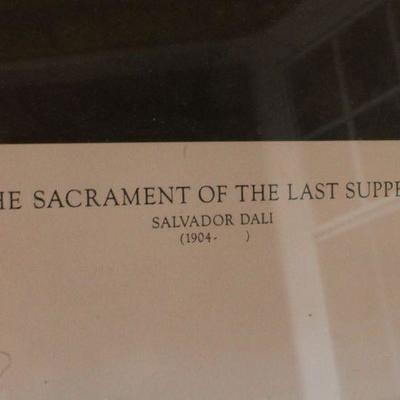 HE SACRAMENT OF THE LAST SUPPE
SALVADOR DALI
(1904- )